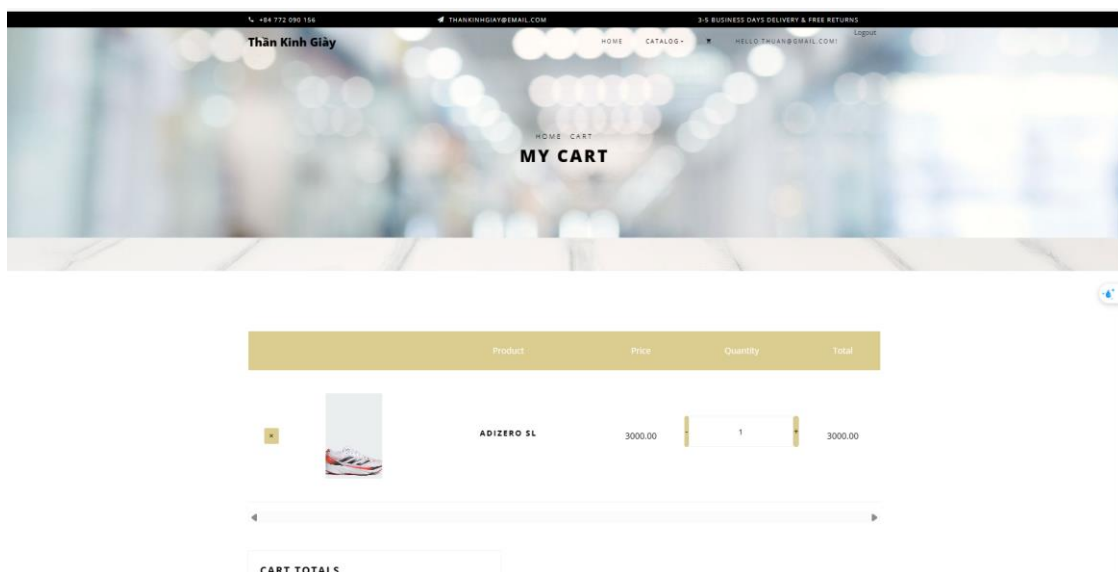 +84 772 090 156
THANKINHGIAY@EMAIL.COM
3-5 BUSINESS DAYS DELIVERY & FREE RETURNS
Thần Kinh Giày
HOME
CATALOG
HELLO THUAN@GMAIL.COM!
Logout
HOME CART
MY CART
Product
Price
Quantity
Total
×
ADIZERO SL
3000.00
-
1
+
3000.00
CART TOTALS